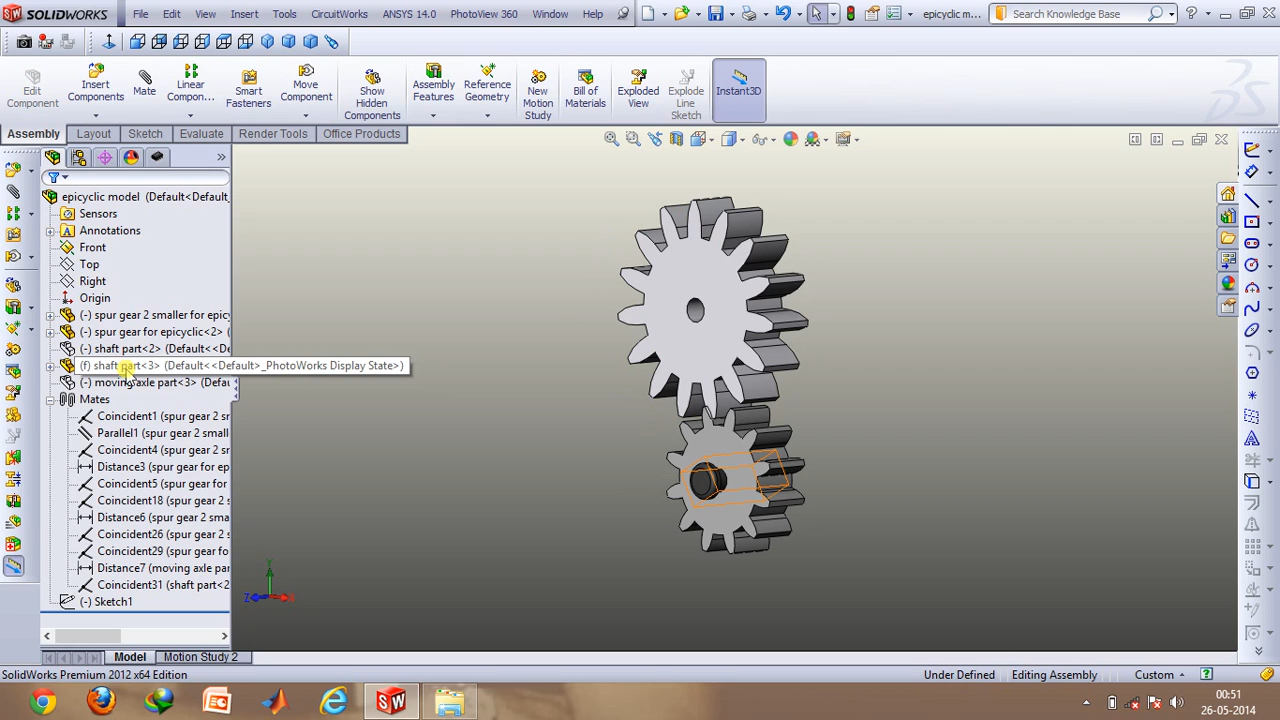 SOLIDWORKS File Edit View Insert Tools CircuitWorks ANSYS 14.0 PhotoView 360 Window Help epicyclic m... Search Knowledge Base
Edit Component
Insert Components
Mate
Linear Compon...
Smart Fasteners
Move Component
Show Hidden Components
Assembly Features
Reference Geometry
New Motion Study
Bill of Materials
Exploded View
Explode Line Sketch
Instant3D
Assembly Layout Sketch Evaluate Render Tools Office Products
epicyclic model (Default<Default_
Sensors
Annotations
Front
Top
Right
Origin
(-) spur gear 2 smaller for epicy
(-) spur gear for epicyclic<2> (
(-) shaft part<2> (Default<<De
(f) shaft part<3> (Default<<Default>_PhotoWorks Display State>)
(-) moving axle part<3> (Defau
Mates
Coincident1 (spur gear 2 sr
Parallel1 (spur gear 2 small
Coincident4 (spur gear 2 sr
Distance3 (spur gear for ep
Coincident5 (spur gear for
Coincident18 (spur gear 2 s
Distance6 (spur gear 2 sma
Coincident26 (spur gear 2 s
Coincident29 (spur gear fo
Distance7 (moving axle par
Coincident31 (shaft part<2
(-) Sketch1
Y
Z
Model Motion Study 2
SolidWorks Premium 2012 x64 Edition Under Defined Editing Assembly Custom
00:51
26-05-2014